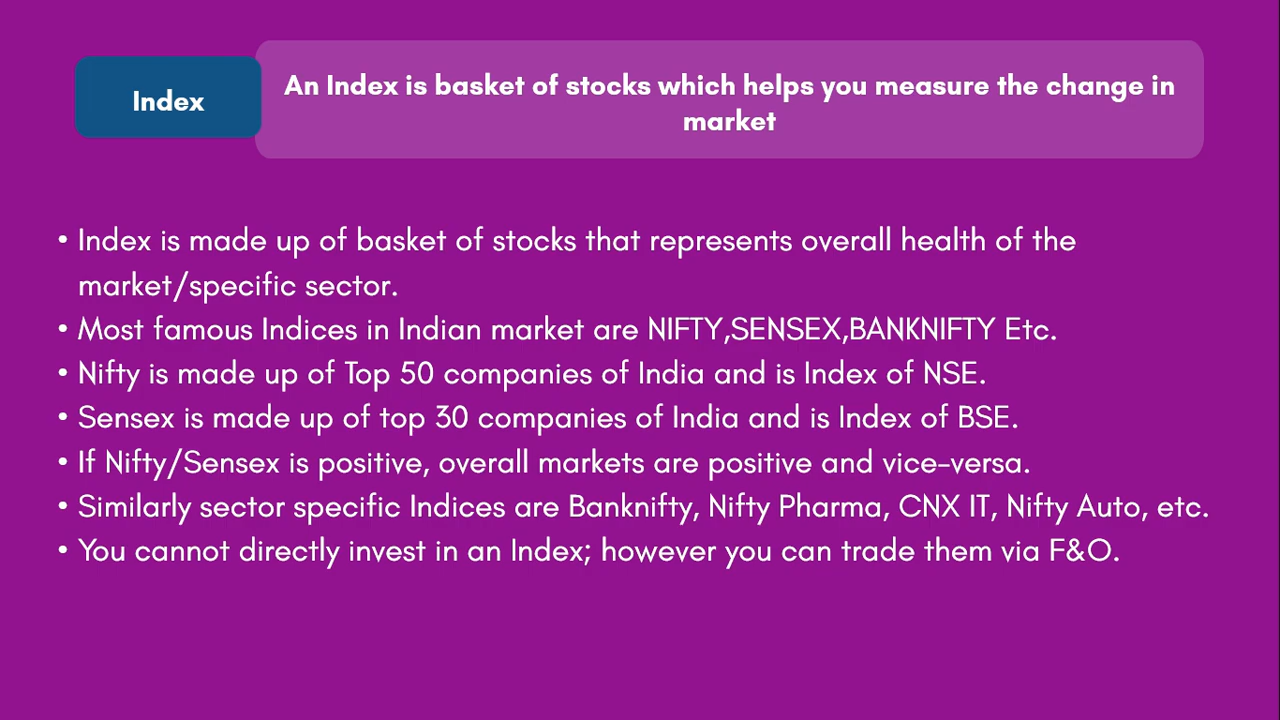 Index
An Index is basket of stocks which helps you measure the change in
market
• Index is made up of basket of stocks that represents overall health of the
market/specific sector.
• Most famous Indices in Indian market are NIFTY,SENSEX,BANKNIFTY Etc.
• Nifty is made up of Top 50 companies of India and is Index of NSE.
• Sensex is made up of top 30 companies of India and is Index of BSE.
• If Nifty/Sensex is positive, overall markets are positive and vice-versa.
• Similarly sector specific Indices are Banknifty, Nifty Pharma, CNX IT, Nifty Auto, etc.
• You cannot directly invest in an Index; however you can trade them via F&O.